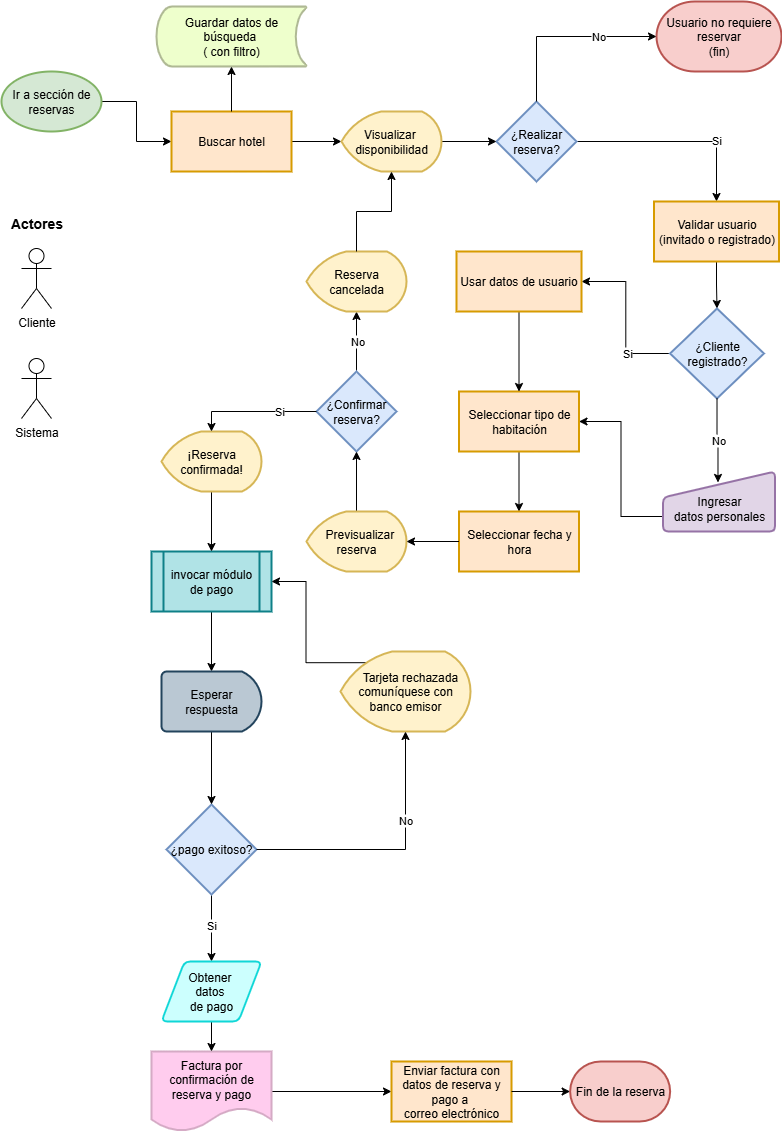 Guardar datos de
búsqueda
( con filtro)
Usuario no requiere
reservar
(fin)
No
Ir a sección de
reservas
Buscar hotel
Visualizar
disponibilidad
¿Realizar
reserva?
Si
Actores
Cliente
Sistema
Validar usuario
(invitado o registrado)
Reserva
cancelada
Usar datos de usuario
¿Cliente
registrado?
Si
No
No
¿Confirmar
reserva?
Si
Seleccionar tipo de
habitación
¡Reserva
confirmada!
Ingresar
datos personales
Previsualizar
reserva
Seleccionar fecha y
hora
invocar módulo
de pago
Esperar
respuesta
Tarjeta rechazada
comuníquese con
banco emisor
No
¿pago exitoso?
Si
Obtener
datos
de pago
Factura por
confirmación de
reserva y pago
Enviar factura con
datos de reserva y
pago a
correo electrónico
Fin de la reserva